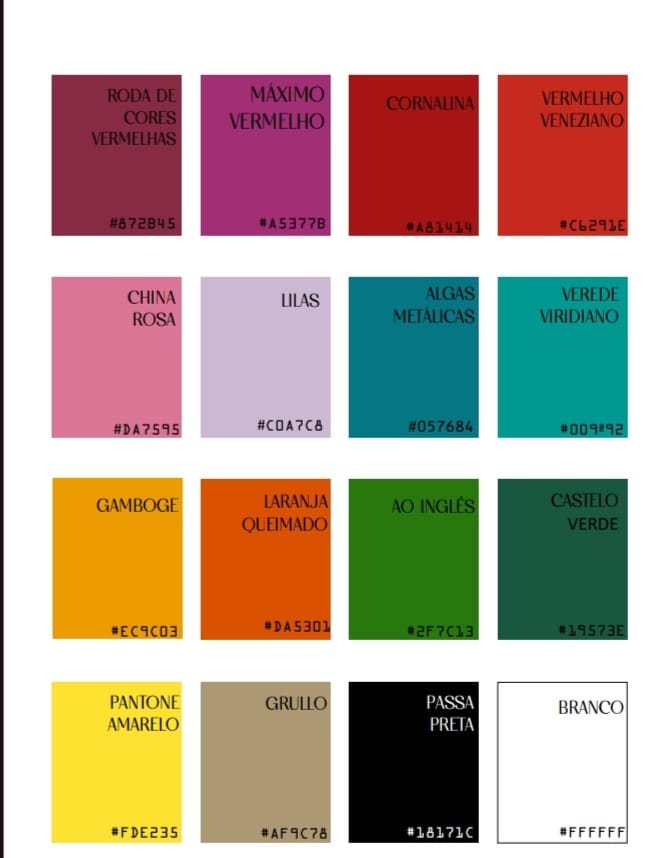 RODA DE
CORES
VERMELHAS
#872B45
MÁXIMO
VERMELHO
#A5377B
CORNALINA
#A81414
VERMELHO
VENEZIANO
#C6291E
CHINA
ROSA
#DA7595
LILAS
#C0A7C8
ALGAS
METÁLICAS
#057684
VEREDE
VIRIDIANO
GAMBOGE
#EC9C03
LARANJA
QUEIMADO
#DA5301
AO INGLÊS
#2F7C13
CASTELO
VERDE
#19573E
PANTONE
AMARELO
#FDE235
GRULLO
#AF9C78
PASSA
PRETA
#18171C
BRANCO
#FFFFFF